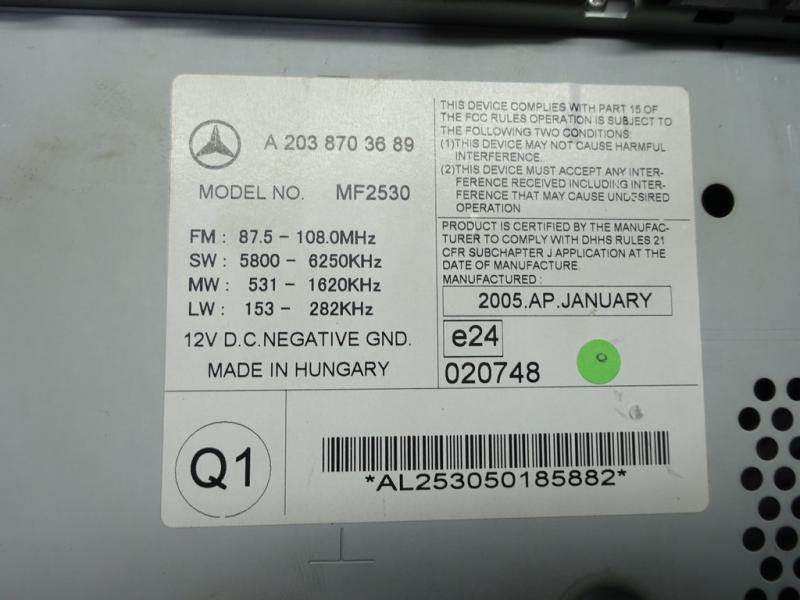 A 203 870 3689
MODEL NO. MF2530
FM : 87.5 - 108.0MHz
SW : 5800 - 6250KHz
MW : 531 - 1620KHz
LW : 153 - 282KHz
12V D.C.NEGATIVE GND.
MADE IN HUNGARY
THIS DEVICE COMPLIES WITH PART 15 OF
THE FCC RULES OPERATION IS SUBJECT TO
THE FOLLOWING TWO CONDITIONS:
(1)THIS DEVICE MAY NOT CAUSE HARMFUL
INTERFERENCE.
(2)THIS DEVICE MUST ACCEPT ANY INTER-
FERENCE RECEIVED INCLUDING INTER-
FERENCE THAT MAY CAUSE UNDESIRED
OPERATION
PRODUCT IS CERTIFIED BY THE MANUFAC-
TURER TO COMPLY WITH DHHS RULES 21
CFR SUBCHAPTER J APPLICATION AT THE
DATE OF MANUFACTURE.
MANUFACTURED :
2005.AP.JANUARY
e24
020748
Q1
*AL253050185882*